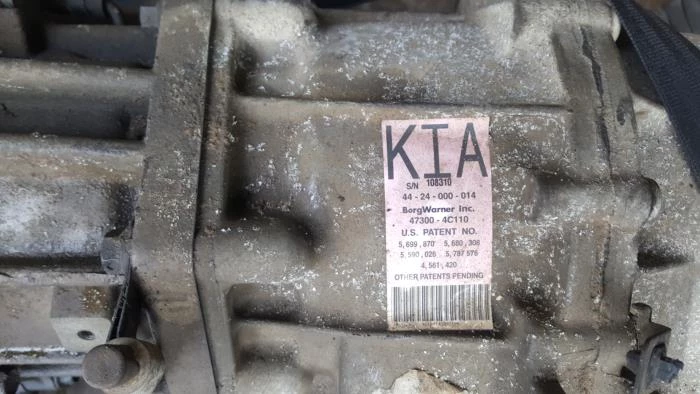 KIA
S/N 108310
44 - 24 - 000 - 014
BorgWarner Inc.
47300 - 4C110
U.S. PATENT NO.
5,699,870 5,680,308
5,590,028 5,787 576
4,561,420
OTHER PATENTS PENDING